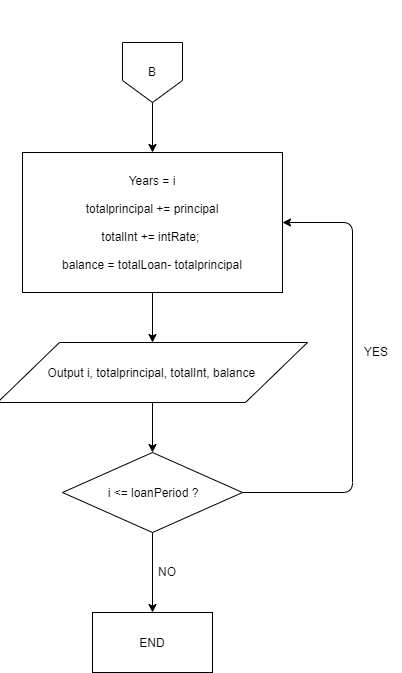 B
Years = i
totalprincipal += principal
totalInt += intRate;
balance = totalLoan- totalprincipal
YES
Output i, totalprincipal, totalInt, balance
i <= loanPeriod ?
NO
END